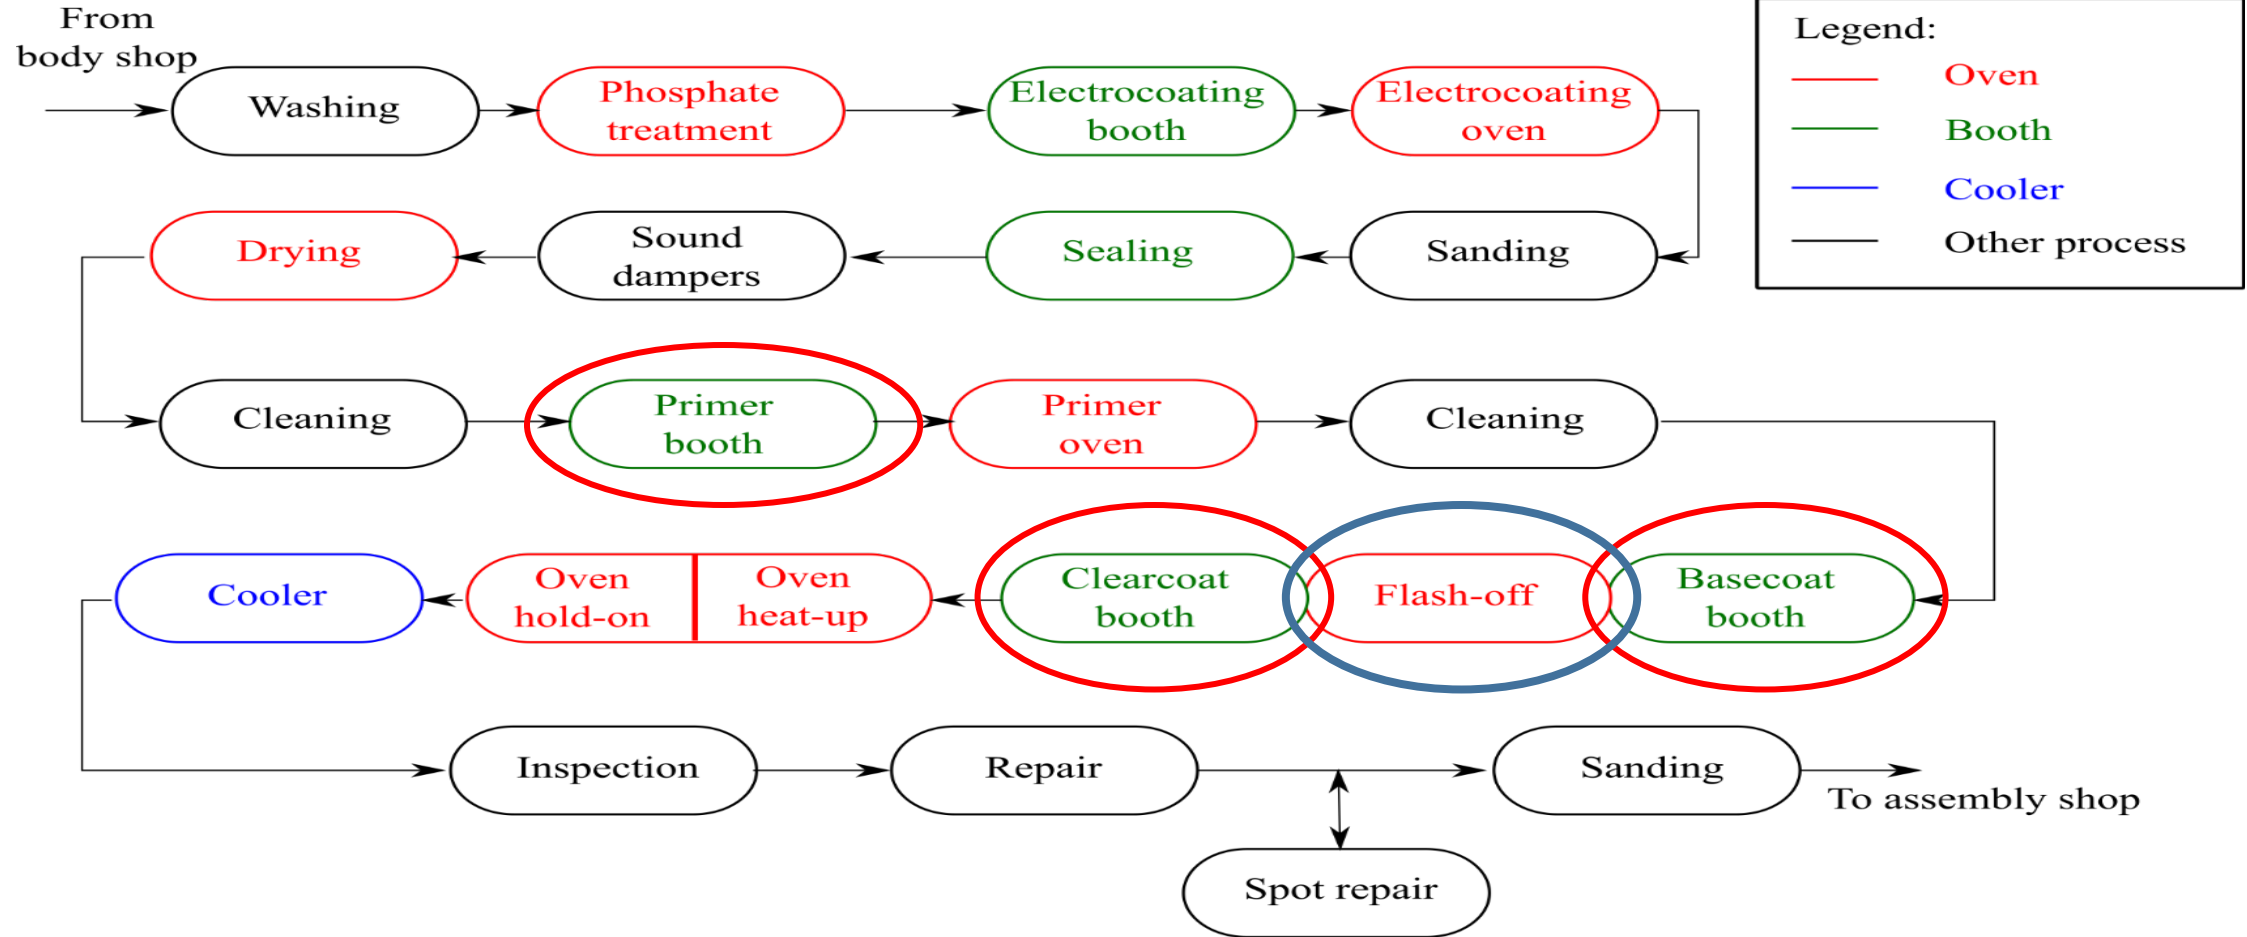 From
body shop
Washing
Phosphate
treatment
Electrocoating
booth
Electrocoating
oven
Legend:
Oven
Booth
Cooler
Other process
Drying
Sound
dampers
Sealing
Sanding
Cleaning
Primer
booth
Primer
oven
Cleaning
Cooler
Oven
hold-on
Oven
heat-up
Clearcoat
booth
Flash-off
Basecoat
booth
Inspection
Repair
Sanding
To assembly shop
Spot repair